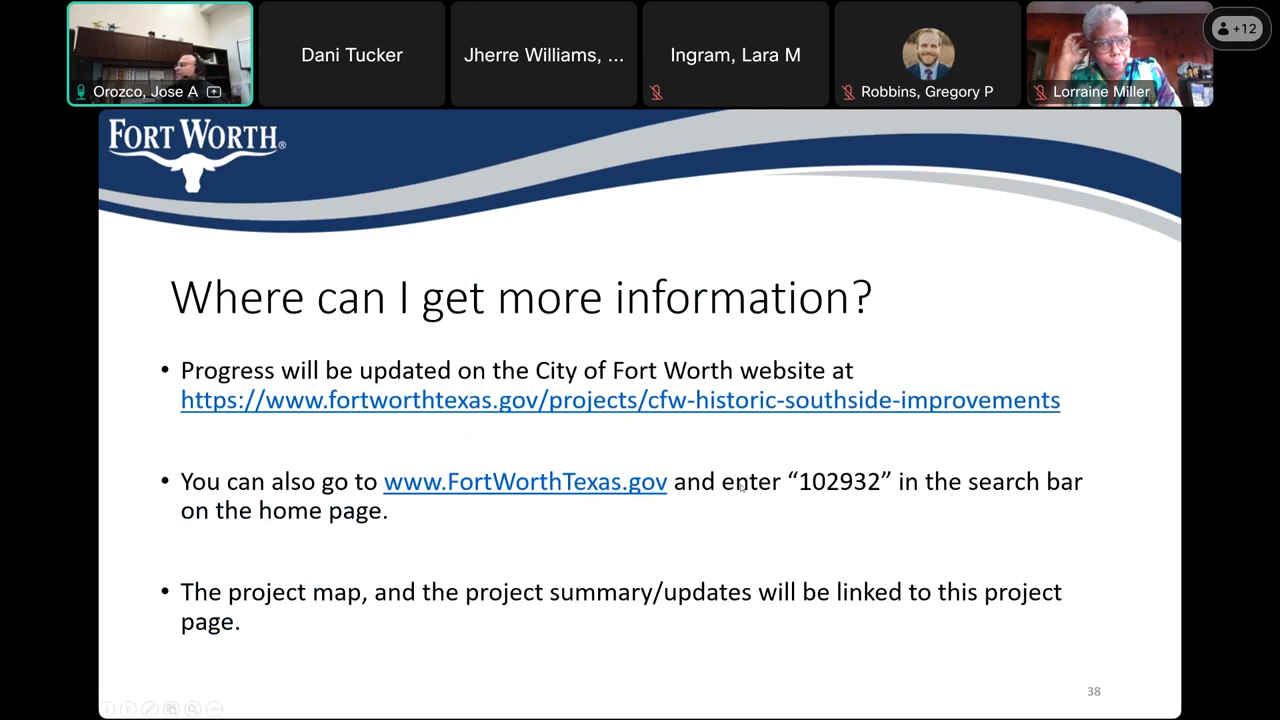 Orozco, Jose A
Dani Tucker
Jherre Williams, ...
Ingram, Lara M
Robbins, Gregory P
Lorraine Miller
+12
FORT WORTH®
Where can I get more information?
• Progress will be updated on the City of Fort Worth website at
https://www.fortworthtexas.gov/projects/cfw-historic-southside-improvements
• You can also go to www.FortWorthTexas.gov and enter “102932” in the search bar
on the home page.
• The project map, and the project summary/updates will be linked to this project
page.
38